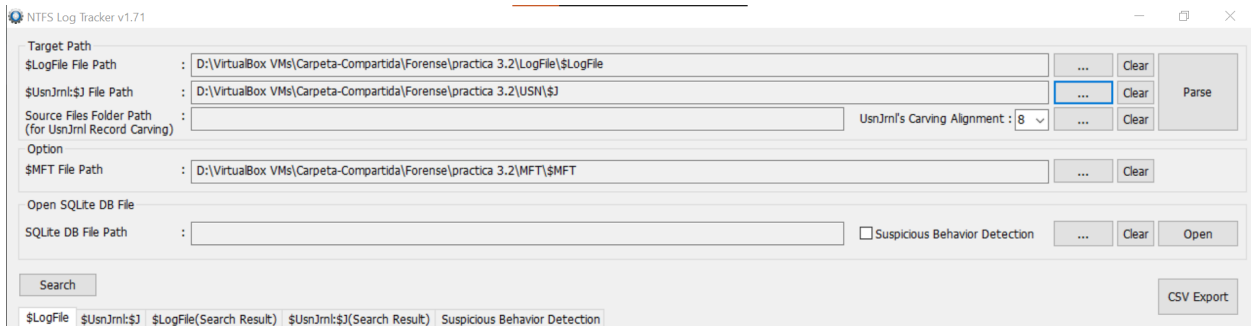 NTFS Log Tracker v1.71
Target Path
$LogFile File Path : D:\VirtualBox VMs\Carpeta-Compartida\Forense\practica 3.2\LogFile\$LogFile ... Clear
$UsnJrnl:$J File Path : D:\VirtualBox VMs\Carpeta-Compartida\Forense\practica 3.2\USN\$J ... Clear Parse
Source Files Folder Path : UsnJrnl's Carving Alignment : 8 ... Clear
(for UsnJrnl Record Carving)
Option
$MFT File Path : D:\VirtualBox VMs\Carpeta-Compartida\Forense\practica 3.2\MFT\$MFT ... Clear
Open SQLite DB File
SQLite DB File Path : Suspicious Behavior Detection ... Clear Open
Search
CSV Export
$LogFile $UsnJrnl:$J $LogFile(Search Result) $UsnJrnl:$J(Search Result) Suspicious Behavior Detection